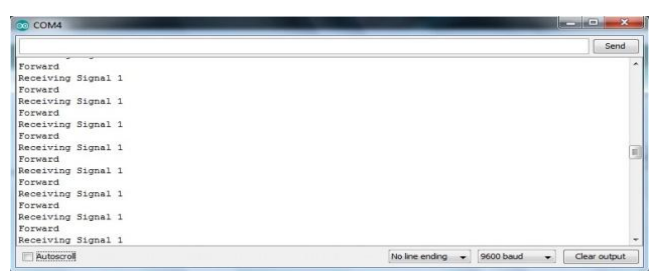 COM4
Send
Forward
Receiving Signal 1
Forward
Receiving Signal 1
Forward
Receiving Signal 1
Forward
Receiving Signal 1
Forward
Receiving Signal 1
Forward
Receiving Signal 1
Forward
Receiving Signal 1
Forward
Receiving Signal 1
Autoscroll
No line ending 9600 baud Clear output